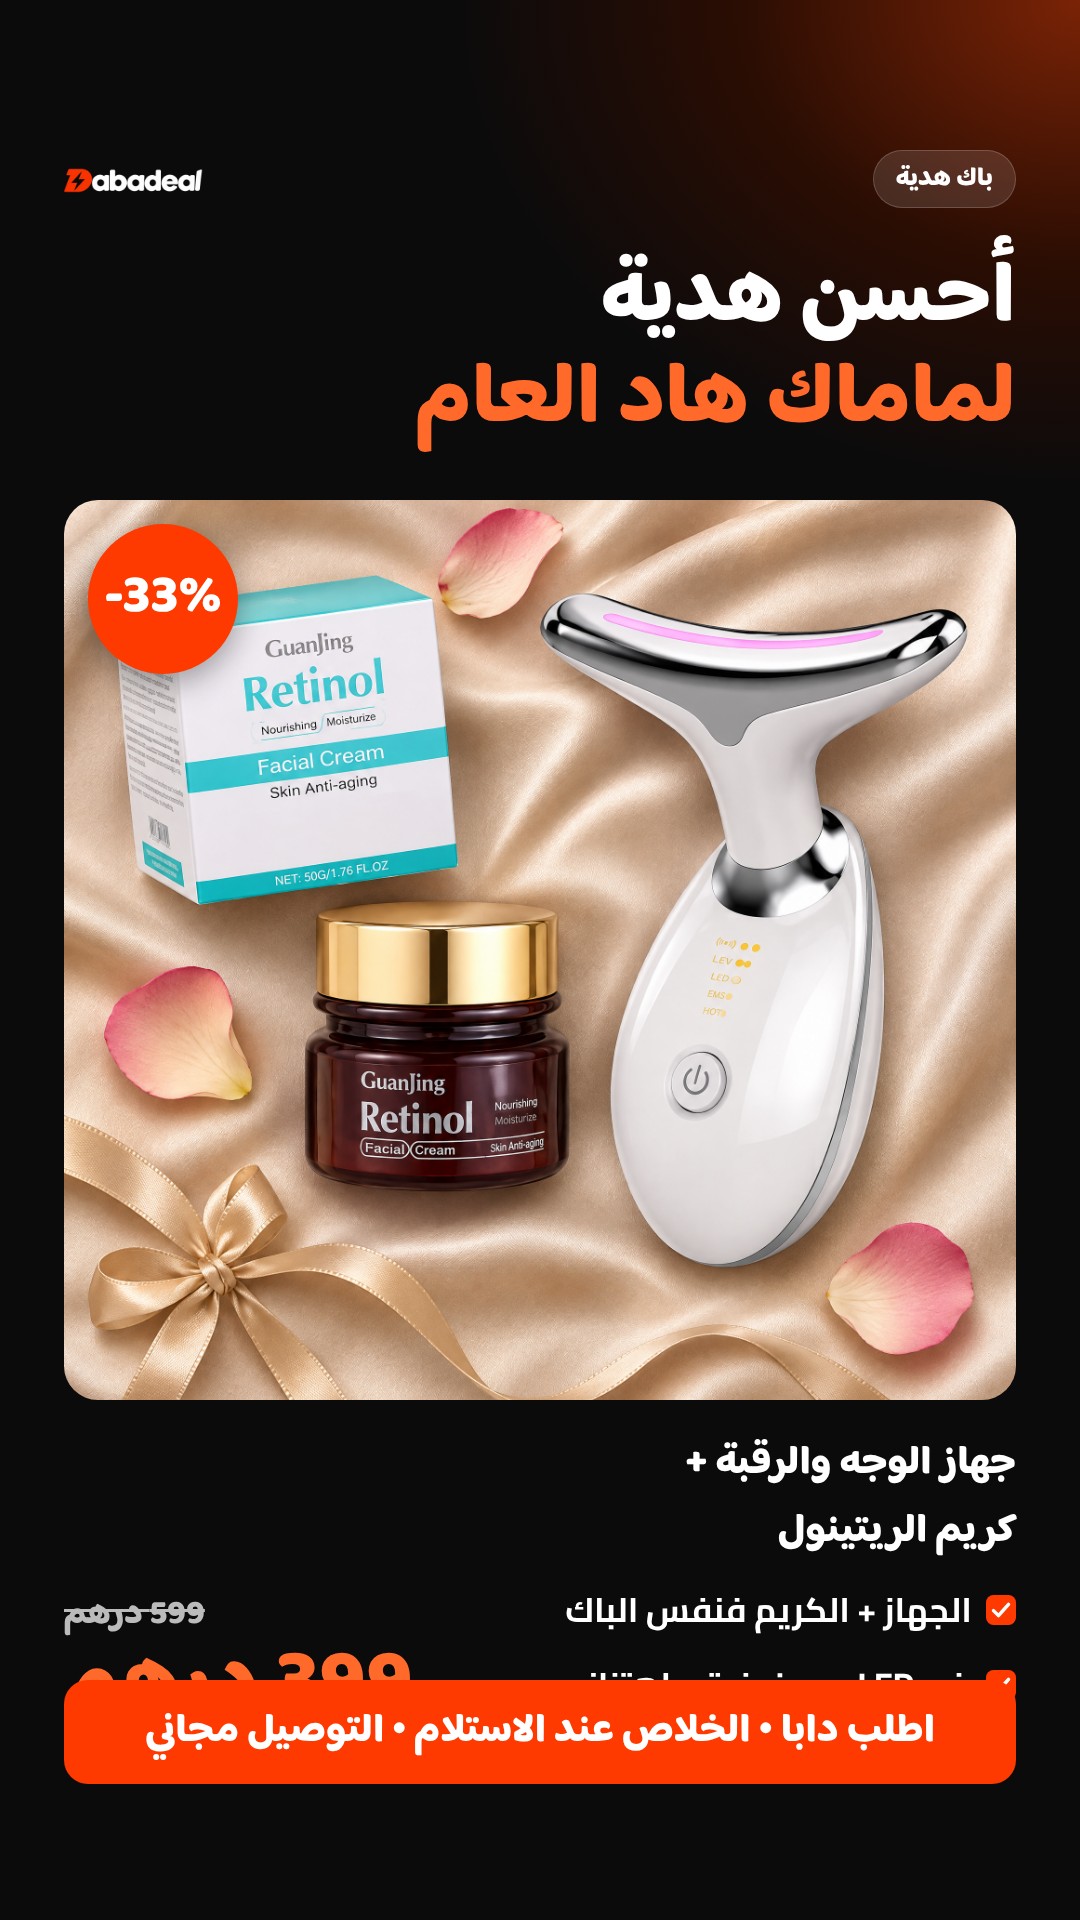 Dabadeal
باك هدية
أحسن هدية
لماماك هاد العام
-33%
GuanJing
Retinol
Nourishing Moisturize
Facial Cream
Skin Anti-aging
NET: 50G/1.76 FL.OZ
LEV
LED
EMS
HOT
GuanJing
Retinol
Nourishing
Moisturize
Facial Cream
Skin Anti-aging
جهاز الوجه والرقبة +
كريم الريتينول
الجهاز + الكريم فنفس الباك
599 درهم
399 درهم
اطلب دابا • الخلاص عند الاستلام • التوصيل مجاني